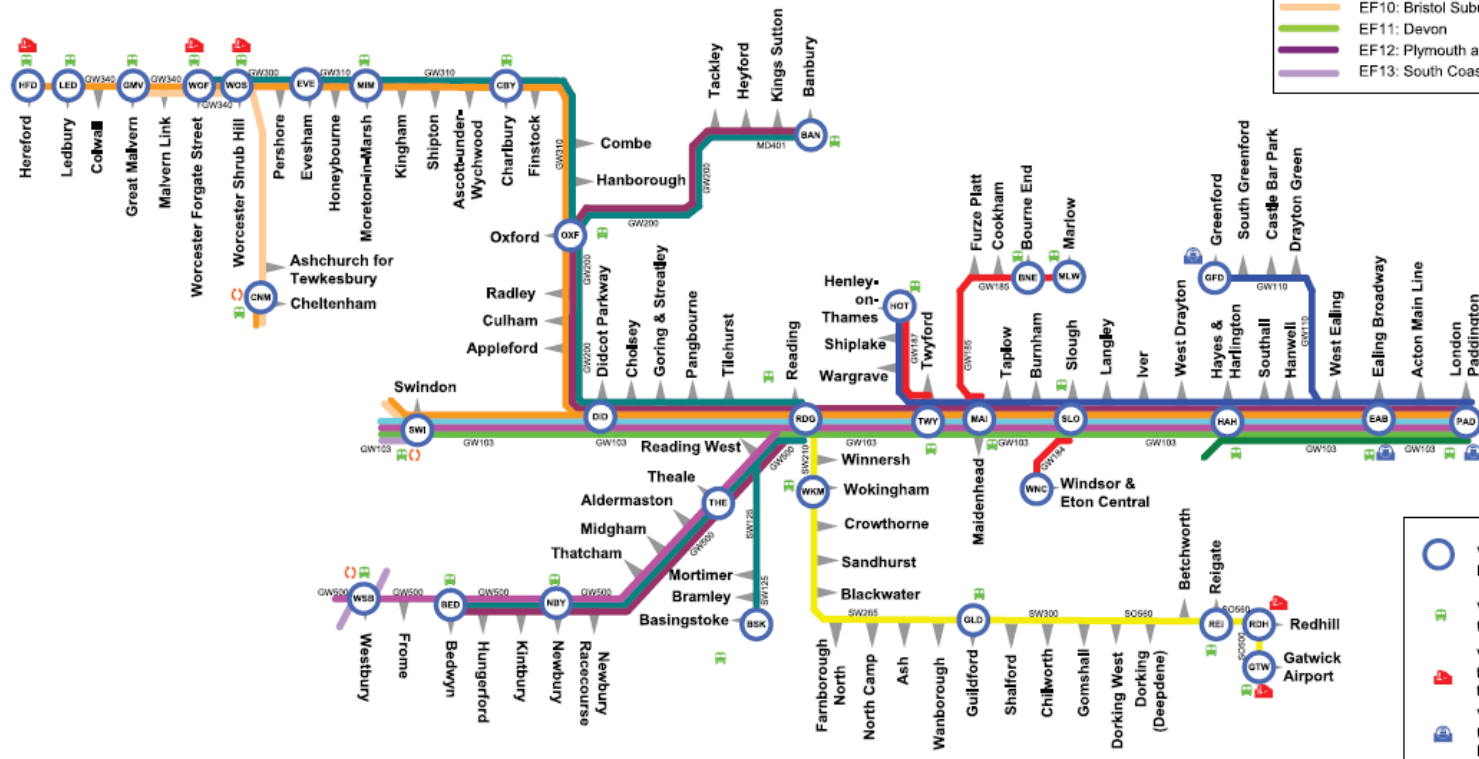 EF10: Bristol Subu
EF11: Devon
EF12: Plymouth a
EF13: South Coas
HFD
LED
GW340
GMV
GW340
WOF
GW340
WOS
GW300
EVE
GW310
MIM
GW310
CBY
Hereford
Ledbury
Colwall
Great Malvern
Malvern Link
Worcester Forgate Street
Worcester Shrub Hill
Pershore
Evesham
Honeybourne
Moreton-in-Marsh
Kingham
Shipton
Ascott-under-
Wychwood
Charlbury
Finstock
GW310
Combe
Hanborough
Ashchurch for
Tewkesbury
CNM
Cheltenham
Tackley
Heyford
Kings Sutton
Banbury
BAN
MD401
GW200
GW200
OXF
Oxford
GW200
Radley
Culham
Appleford
GW200
Didcot Parkway
Cholsey
Goring & Streatley
Pangbourne
Tilehurst
Reading
Henley-
on-
Thames
HOT
Shiplake
Wargrave
GW187
Twyford
Furze Platt
Cookham
Bourne End
Marlow
BNE
MLW
GW185
GW185
Taplow
Burnham
Slough
Langley
Iver
West Drayton
Hayes &
Harlington
Southall
Hanwell
West Ealing
Ealing Broadway
Acton Main Line
London
Paddington
Greenford
South Greenford
Castle Bar Park
Drayton Green
GFD
GW110
GW110
Swindon
SWI
GW103
GW103
DID
GW103
RDG
GW103
TWY
MAI
GW103
SLO
GW103
HAH
GW103
EAB
GW103
PAD
Maidenhead
GW184
WNC
Windsor &
Eton Central
Reading West
GW500
Theale
THE
Aldermaston
Midgham
GW500
Thatcham
SW125
Mortimer
Bramley
SW125
Basingstoke
BSK
GW500
WSB
GW500
BED
GW500
NBY
GW500
Westbury
Frome
Bedwyn
Hungerford
Kintbury
Newbury
Newbury
Racecourse
SW210
Winnersh
WKM
Wokingham
Crowthorne
Sandhurst
Blackwater
SW265
GLD
SW300
SO560
Betchworth
Reigate
REI
SO560
RDH
Redhill
SO500
GTW
Gatwick
Airport
Farnborough
North
North Camp
Ash
Wanborough
Guildford
Shalford
Chilworth
Gomshall
Dorking West
Dorking
(Deepdene)